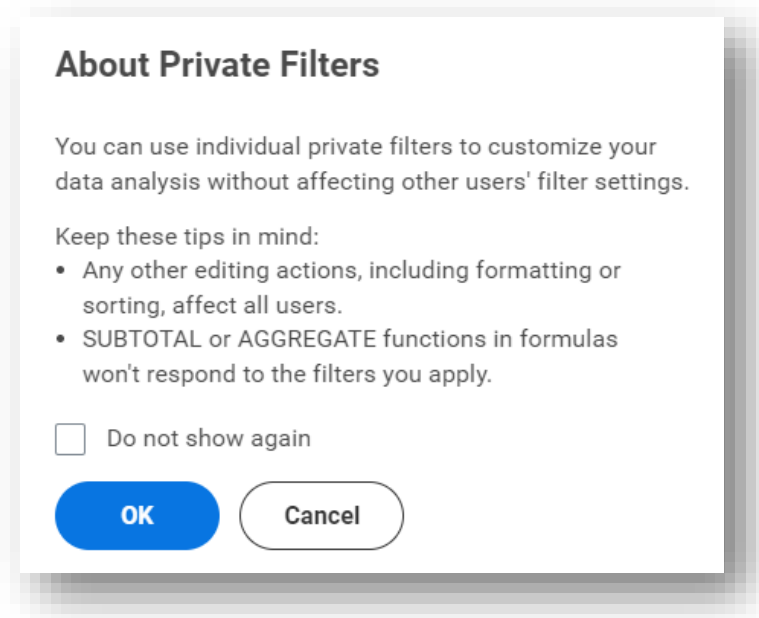 About Private Filters
You can use individual private filters to customize your
data analysis without affecting other users' filter settings.
Keep these tips in mind:
• Any other editing actions, including formatting or
sorting, affect all users.
• SUBTOTAL or AGGREGATE functions in formulas
won't respond to the filters you apply.
Do not show again
OK Cancel